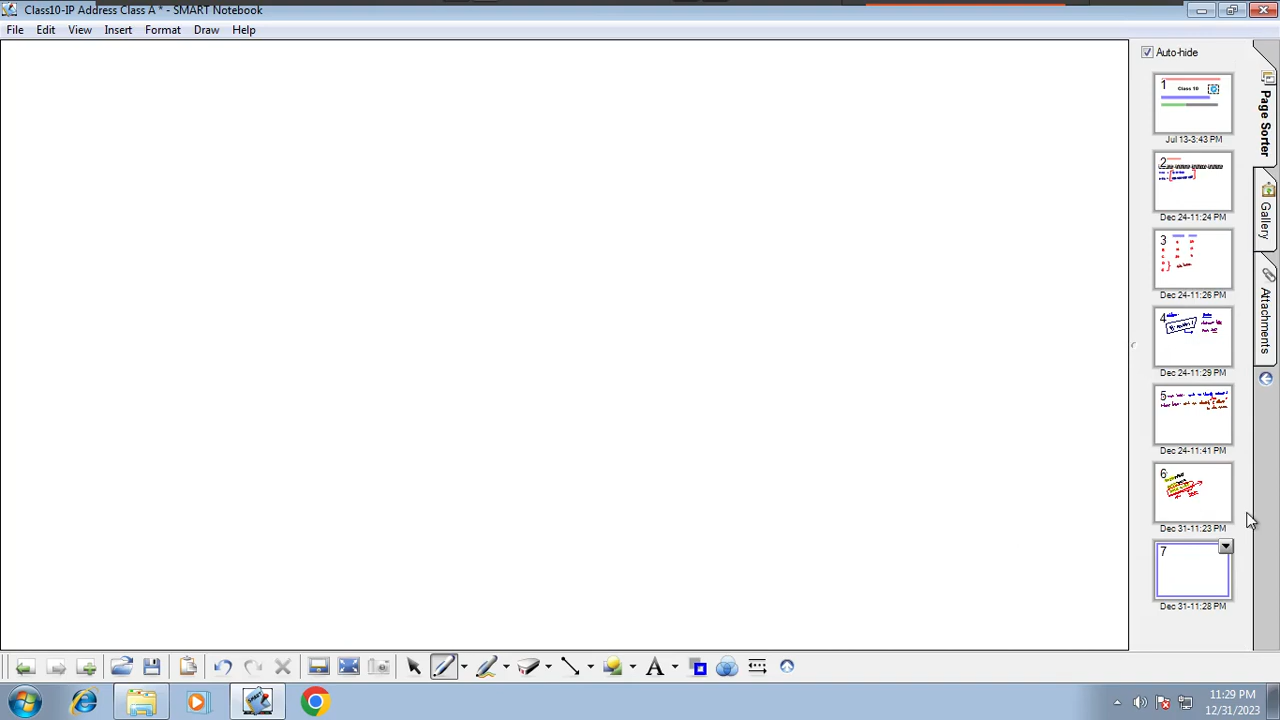 Class10-IP Address Class A * - SMART Notebook
File Edit View Insert Format Draw Help
Auto-hide
1
Class 10
Jul 13-3:43 PM
2
Dec 24-11:24 PM
3
Dec 24-11:26 PM
4
Dec 24-11:29 PM
5
Dec 24-11:41 PM
6
Dec 31-11:23 PM
7
Dec 31-11:28 PM
Page Sorter
Gallery
Attachments
A
11:29 PM
12/31/2023